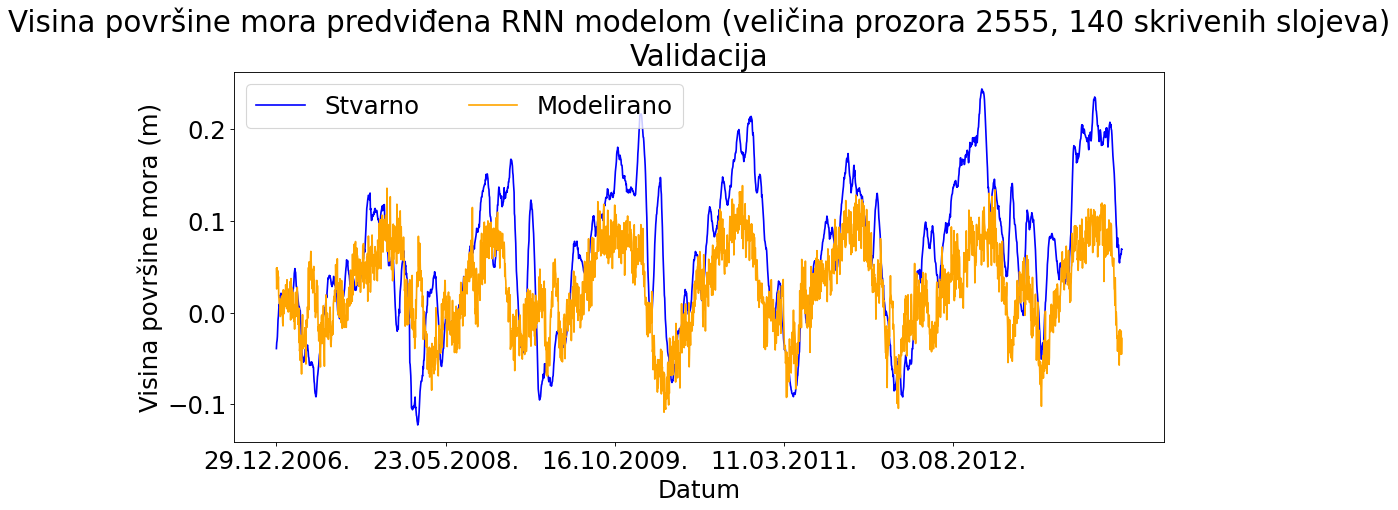 Visina površine mora predviđena RNN modelom (veličina prozora 2555, 140 skrivenih slojeva)
Validacija
Stvarno
Modelirano
Visina površine mora (m)
0.2
0.1
0.0
−0.1
29.12.2006.
23.05.2008.
16.10.2009.
11.03.2011.
03.08.2012.
Datum